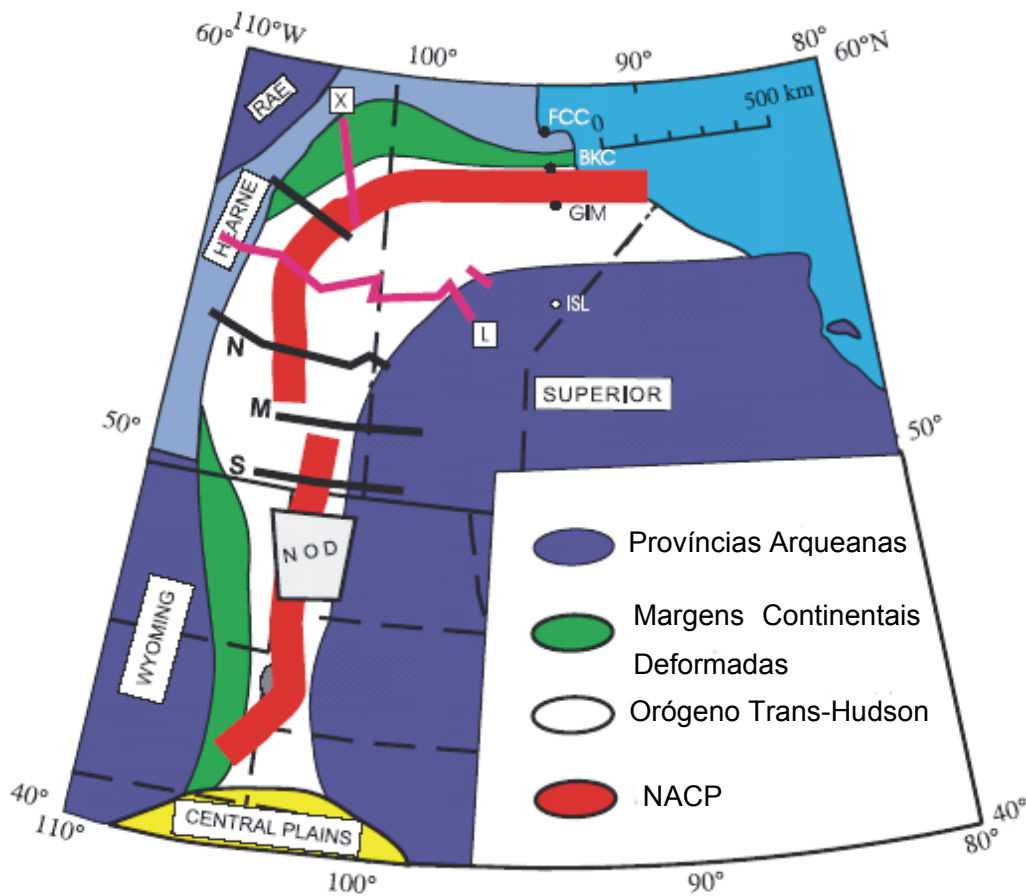 60° 110°W 100° 90° 80° 60°N
RAE
X
500 km
0
FCC
BKC
GIM
HEARNE
ISL
L
N
SUPERIOR
M
50°
50°
S
NOD
Províncias Arqueanas
Margens Continentais
Deformadas
WYOMING
Orógeno Trans-Hudson
NACP
CENTRAL PLAINS
40°
110°
100°
90°
80°
40°